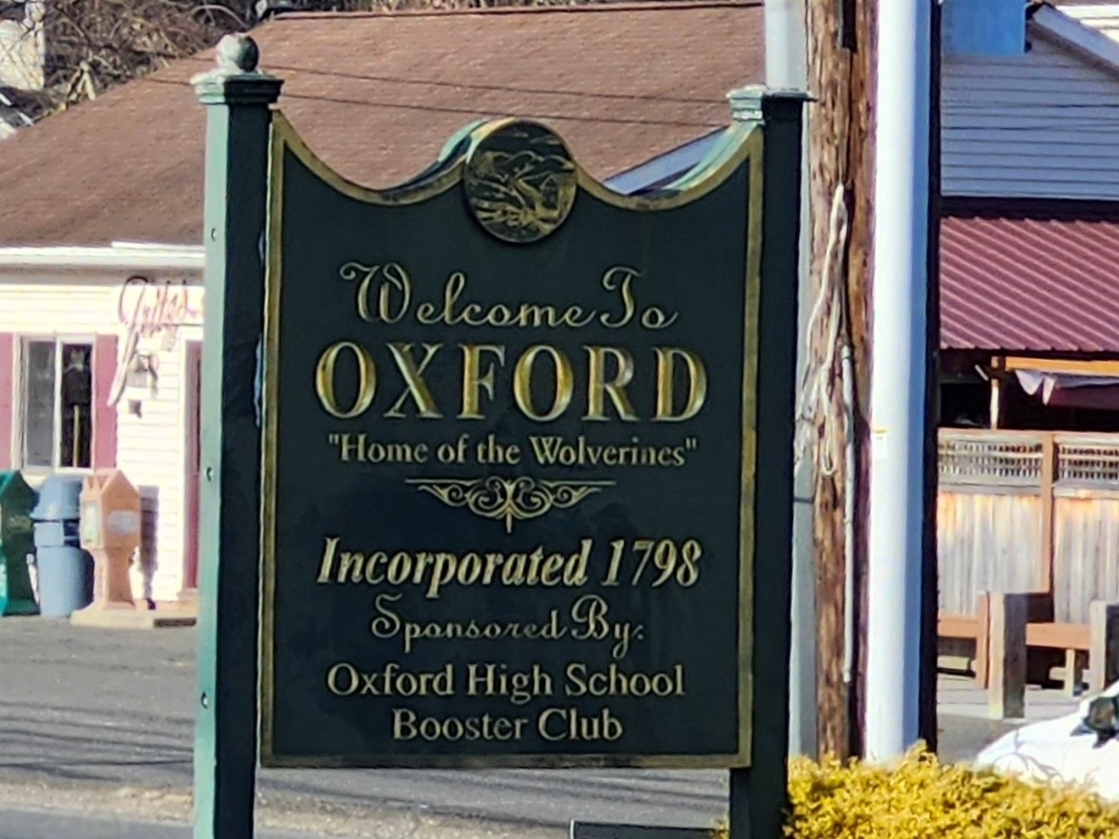 Welcome To
OXFORD
"Home of the Wolverines"
Incorporated 1798
Sponsored By:
Oxford High School
Booster Club